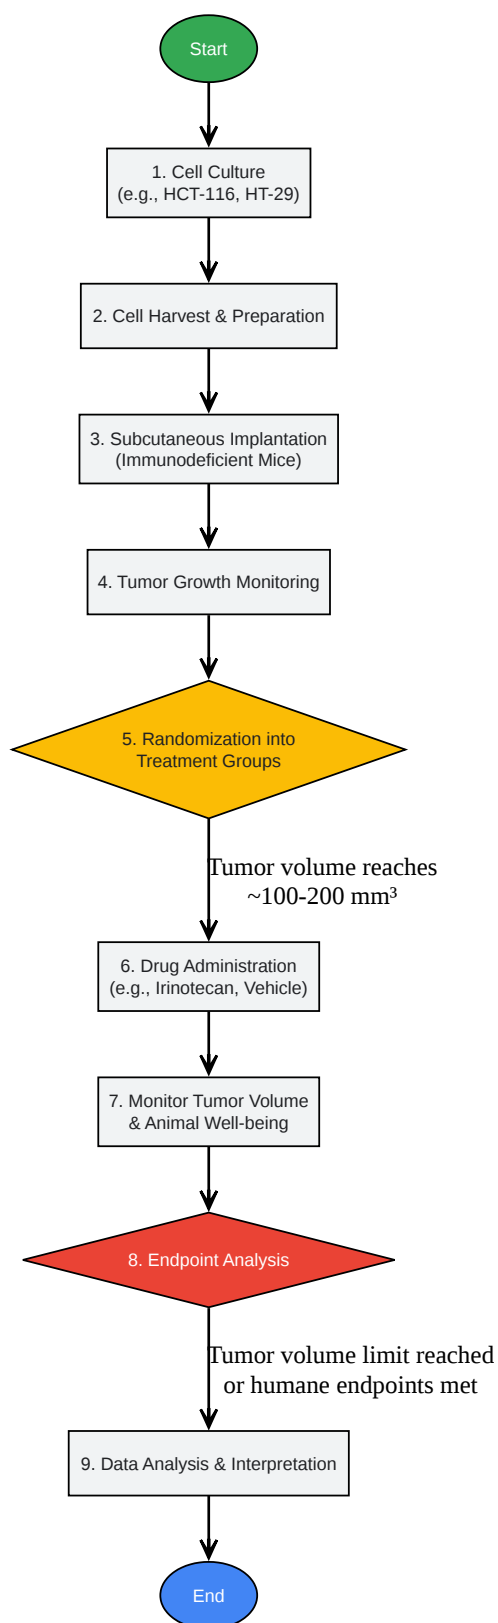 Start
1. Cell Culture
(e.g., HCT-116, HT-29)
2. Cell Harvest & Preparation
3. Subcutaneous Implantation
(Immunodeficient Mice)
4. Tumor Growth Monitoring
5. Randomization into
Treatment Groups
Tumor volume reaches
~100-200 mm³
6. Drug Administration
(e.g., Irinotecan, Vehicle)
7. Monitor Tumor Volume
& Animal Well-being
8. Endpoint Analysis
Tumor volume limit reached
or humane endpoints met
9. Data Analysis & Interpretation
End